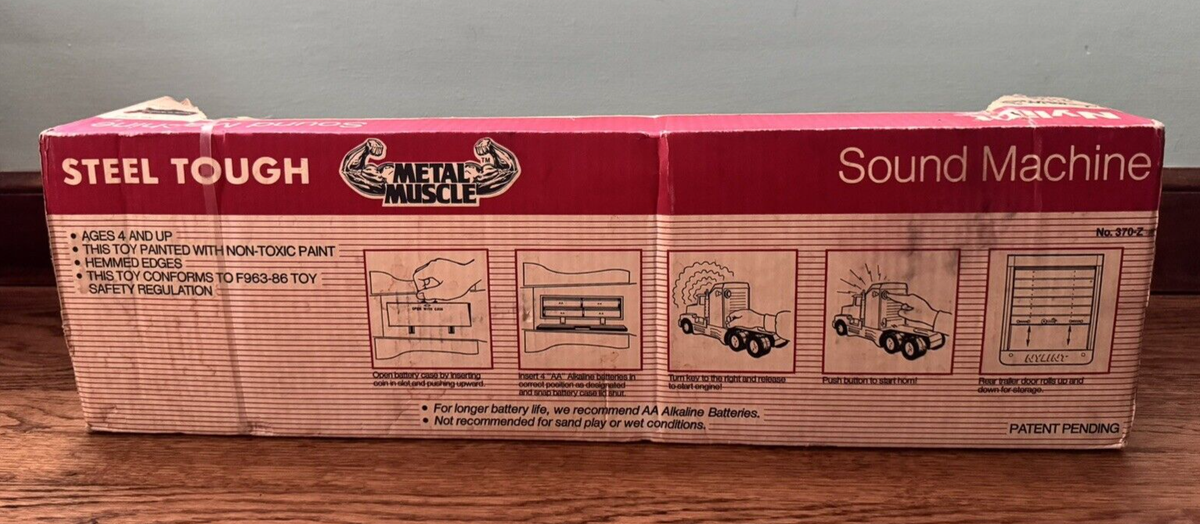 Sound
NYLINT
STEEL TOUGH
METAL
MUSCLE™
Sound Machine
No. 370-Z
• AGES 4 AND UP
• THIS TOY PAINTED WITH NON-TOXIC PAINT
• HEMMED EDGES
• THIS TOY CONFORMS TO F963-86 TOY
SAFETY REGULATION
Open battery case by inserting
coin in slot and pushing upward.
Insert 4 "AA" Alkaline batteries in
correct position as designated
and snap battery case lid shut.
Turn key to the right and release
to start engine!
Push button to start horn!
NYLINT
Rear trailer door rolls up and
down for storage.
• For longer battery life, we recommend AA Alkaline Batteries.
• Not recommended for sand play or wet conditions.
PATENT PENDING